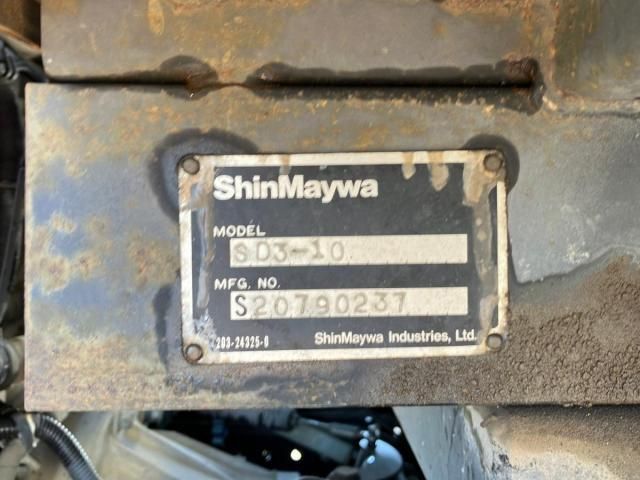 ShinMaywa
MODEL
SD3-10
MFG. NO.
S20790237
203-24325-0
ShinMaywa Industries, Ltd.